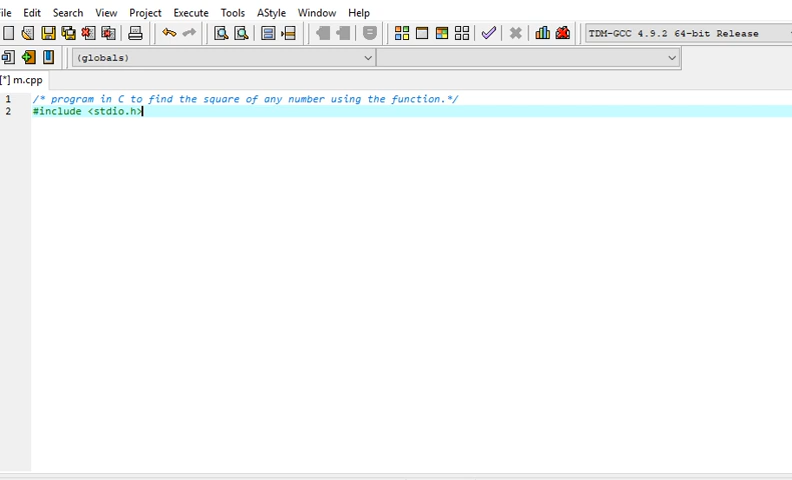 ile Edit Search View Project Execute Tools AStyle Window Help
TDM-GCC 4.9.2 64-bit Release
(globals)
[*] m.cpp
1 /* program in C to find the square of any number using the function.*/
2 #include <stdio.h>